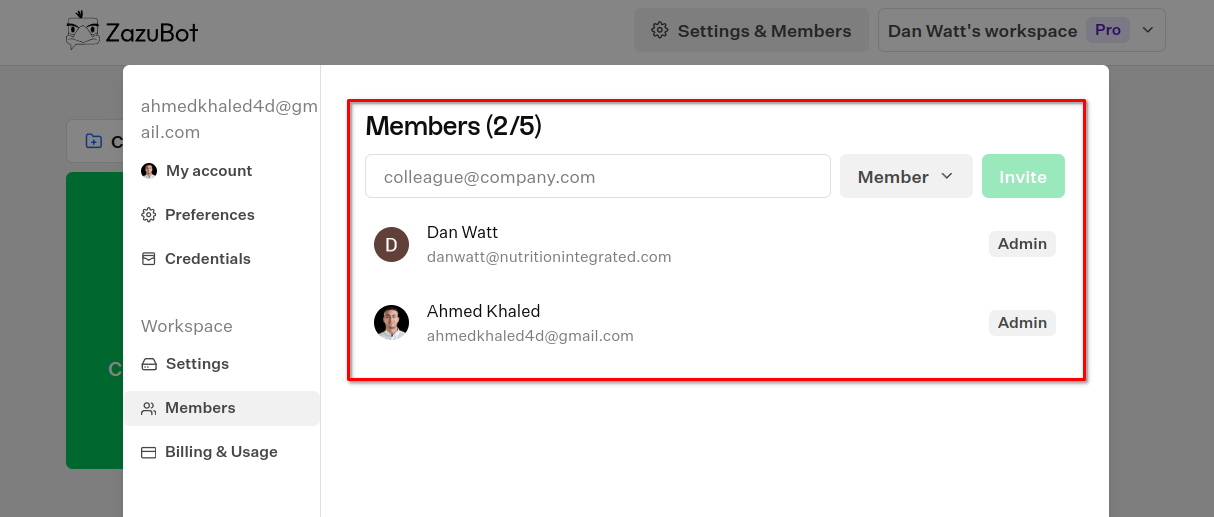 ZazuBot
Settings & Members
Dan Watt's workspace Pro
ahmedkhaled4d@gm
ail.com
My account
Preferences
Credentials
Workspace
Settings
Members
Billing & Usage
C
C
Members (2/5)
colleague@company.com
Member
Invite
D
Dan Watt
danwatt@nutritionintegrated.com
Admin
Ahmed Khaled
ahmedkhaled4d@gmail.com
Admin